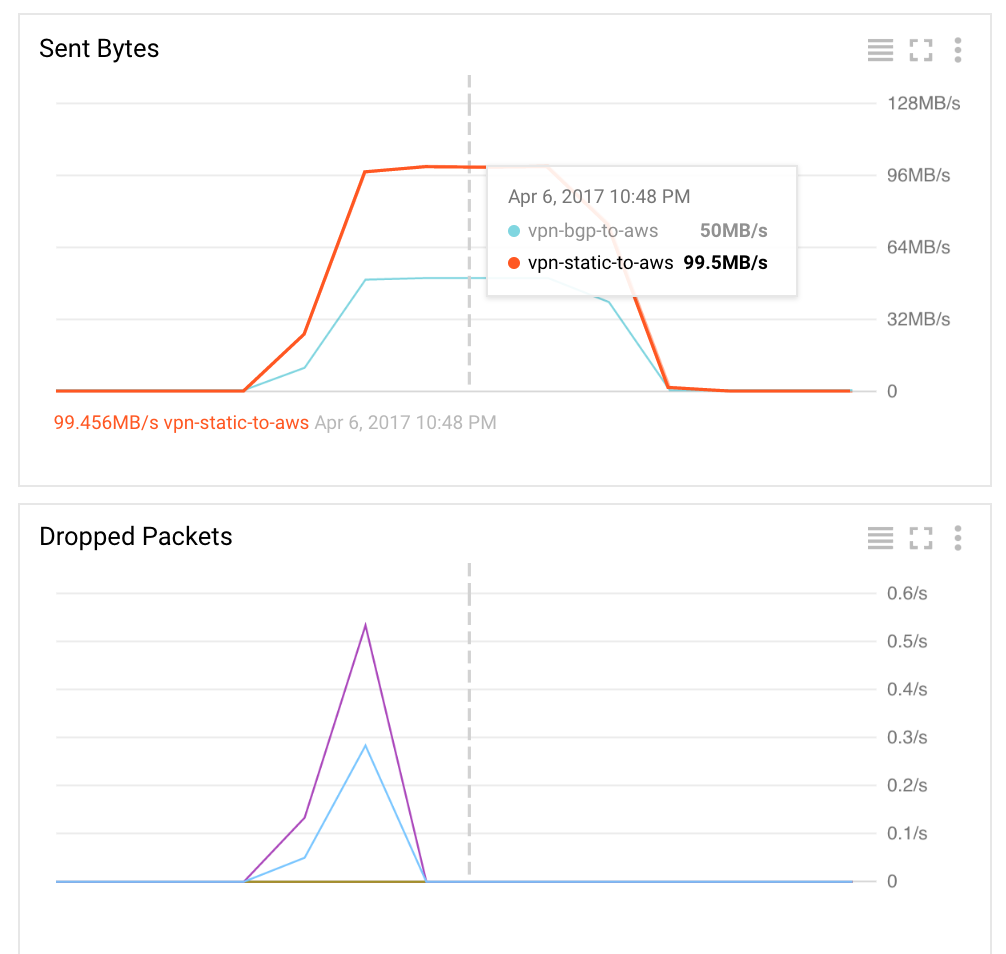 Sent Bytes
128MB/s
96MB/s
Apr 6, 2017 10:48 PM
vpn-bgp-to-aws 50MB/s
64MB/s
vpn-static-to-aws 99.5MB/s
32MB/s
0
99.456MB/s vpn-static-to-aws Apr 6, 2017 10:48 PM
Dropped Packets
0.6/s
0.5/s
0.4/s
0.3/s
0.2/s
0.1/s
0